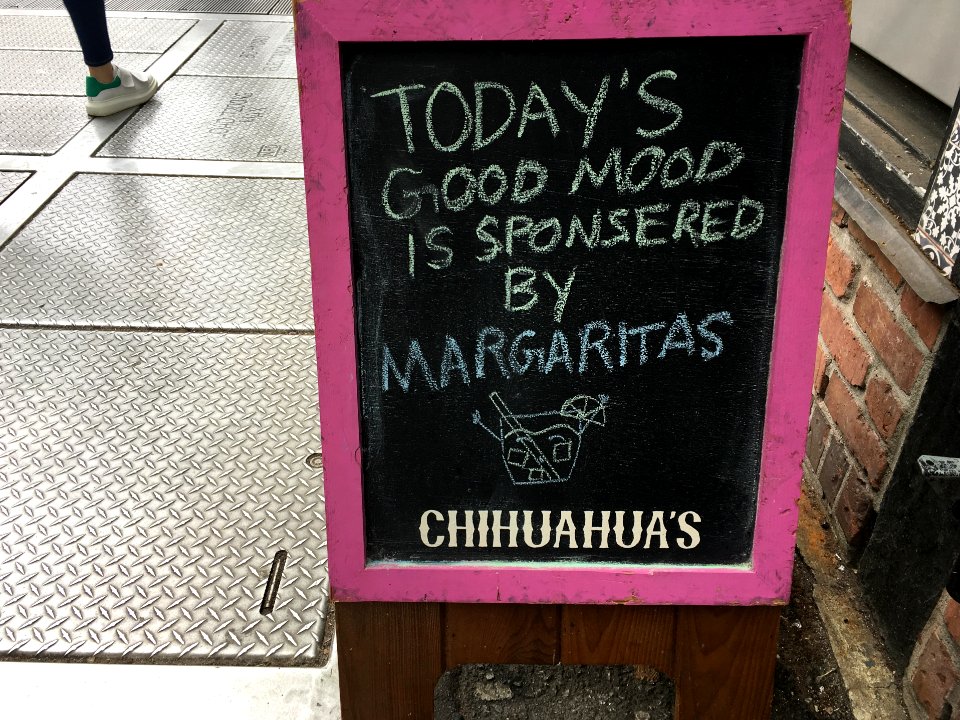 TODAY'S
GOOD MOOD
IS SPONSERED
BY
MARGARITAS
CHIHUAHUA'S